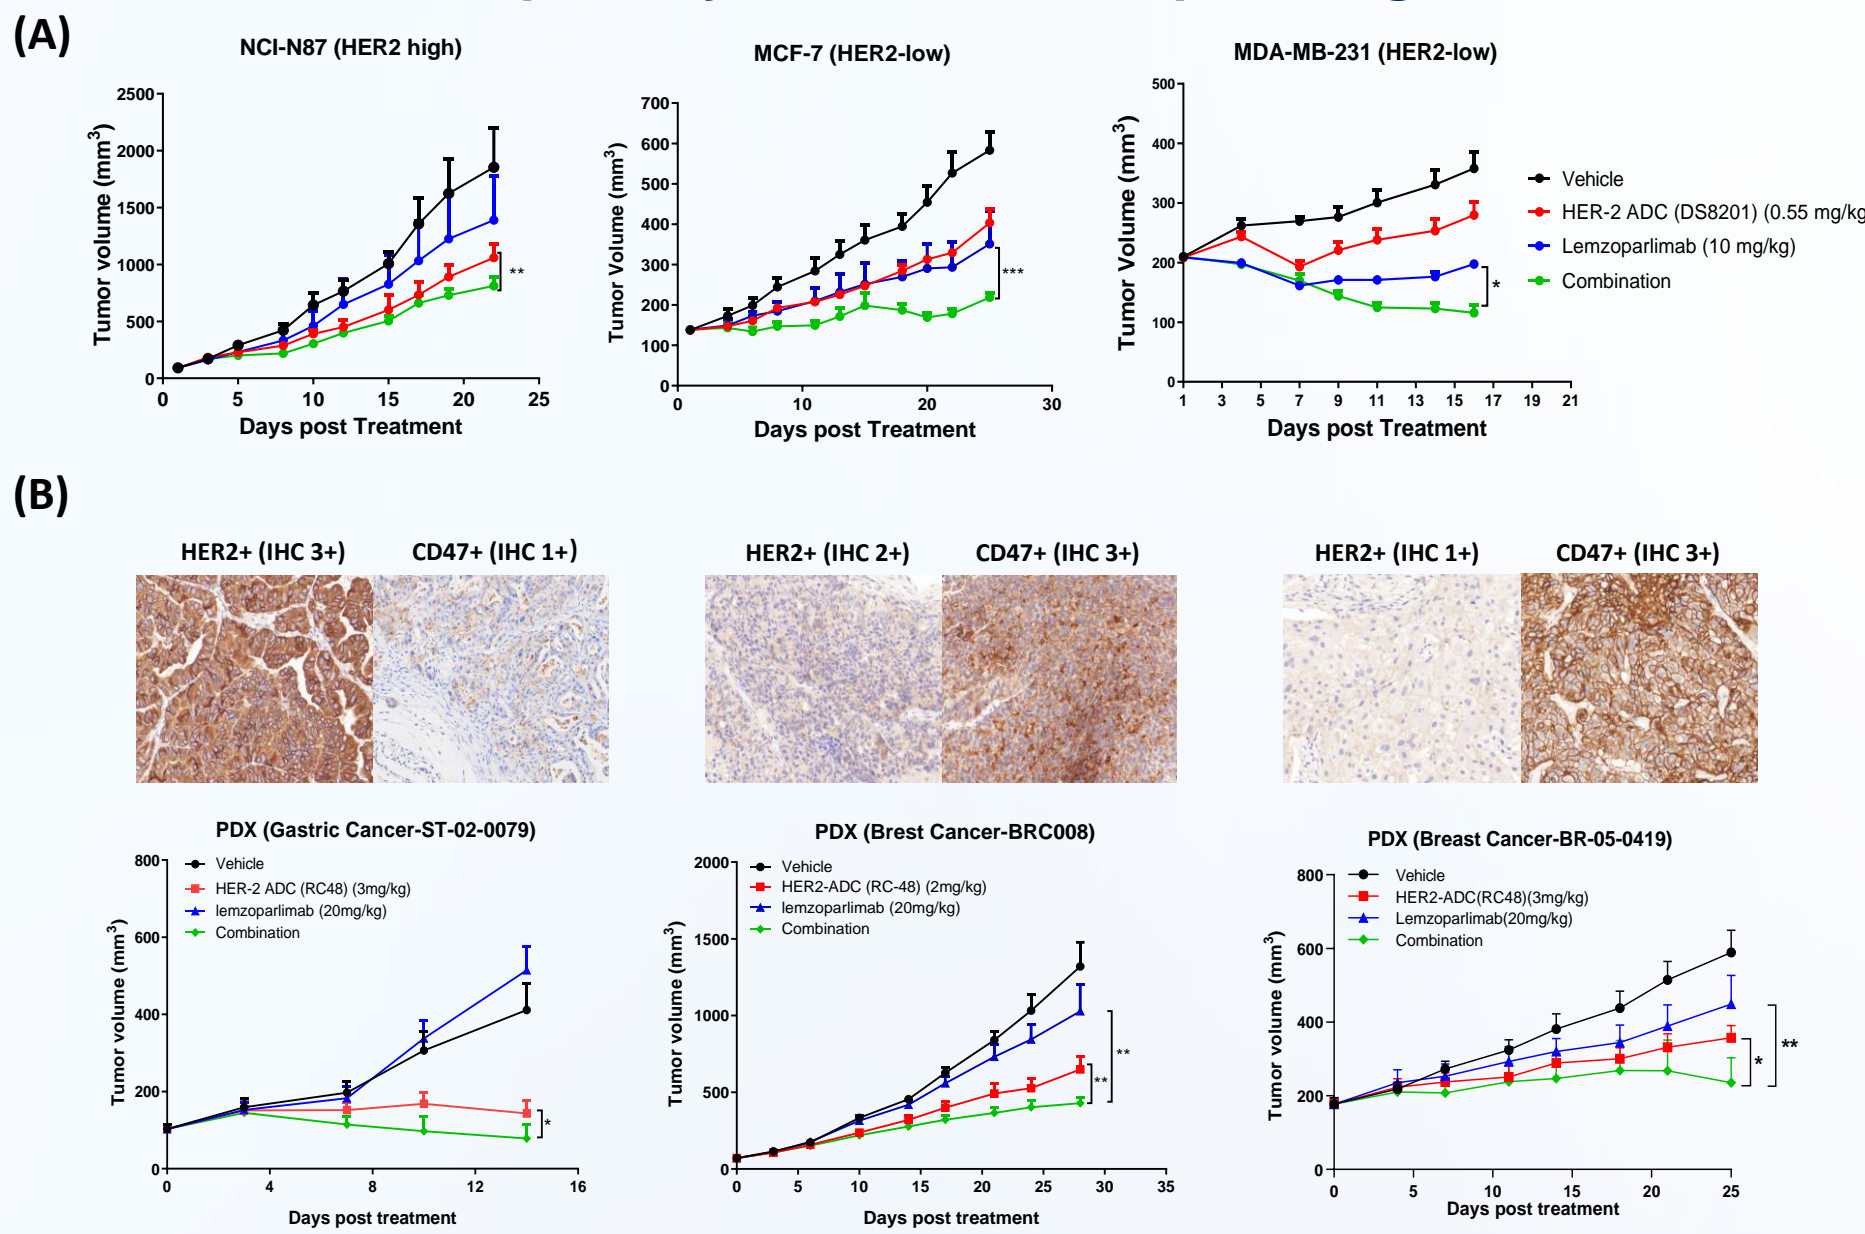 (A)
NCI-N87 (HER2 high)
MCF-7 (HER2-low)
MDA-MB-231 (HER2-low)
2500
2000
1500
1000
500
0
Tumor volume (mm3)
0 5 10 15 20 25
Days post Treatment
**
700
600
500
400
300
200
100
0
Tumor Volume (mm3)
0 10 20 30
Days post Treatment
***
500
400
300
200
100
0
Tumor Volume (mm3)
1 3 5 7 9 11 13 15 17 19 21
Days post Treatment
*
Vehicle
HER-2 ADC (DS8201) (0.55 mg/kg
Lemzoparlimab (10 mg/kg)
Combination
(B)
HER2+ (IHC 3+) CD47+ (IHC 1+)
HER2+ (IHC 2+) CD47+ (IHC 3+)
HER2+ (IHC 1+) CD47+ (IHC 3+)
PDX (Gastric Cancer-ST-02-0079)
Vehicle
HER-2 ADC (RC48) (3mg/kg)
lemzoparlimab (20mg/kg)
Combination
800
600
400
200
0
Tumor volume (mm3)
0 4 8 12 16
Days post treatment
*
PDX (Brest Cancer-BRC008)
Vehicle
HER2-ADC (RC-48) (2mg/kg)
lemzoparlimab (20mg/kg)
Combination
2000
1500
1000
500
0
Tumor volume (mm3)
0 5 10 15 20 25 30 35
Days post treatment
**
**
PDX (Breast Cancer-BR-05-0419)
Vehicle
HER2-ADC(RC48)(3mg/kg)
Lemzoparlimab(20mg/kg)
Combination
800
600
400
200
0
Tumor volume (mm3)
0 5 10 15 20 25
Days post treatment
*
**